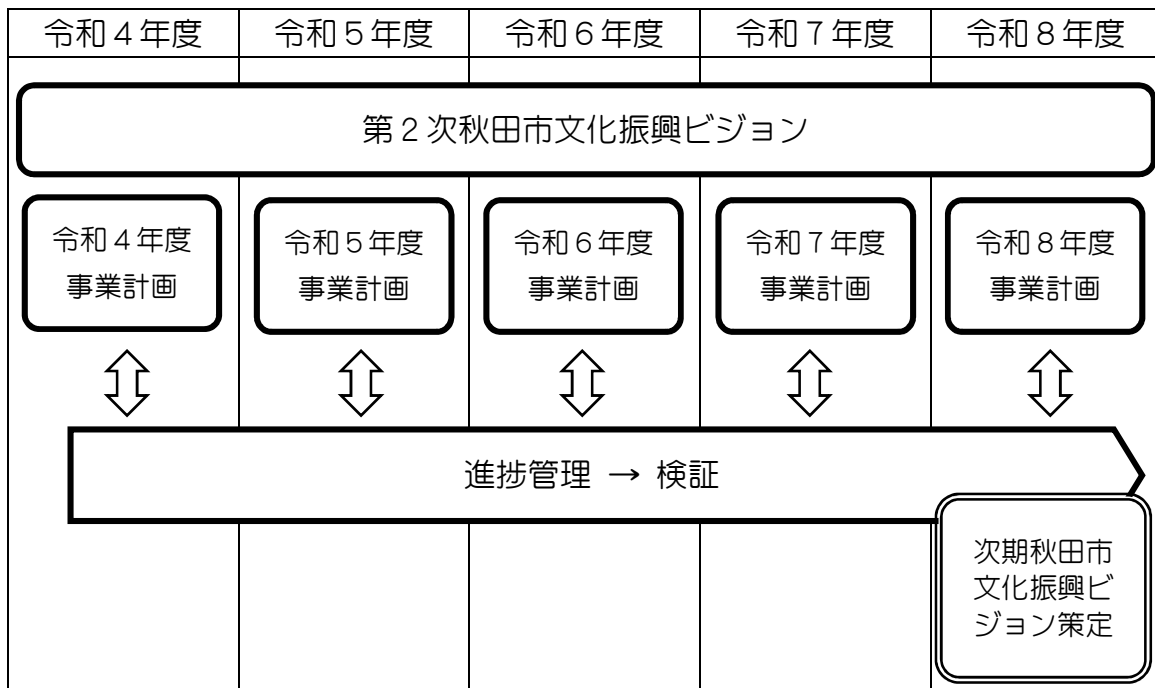 令和４年度 令和５年度 令和６年度 令和７年度 令和８年度
第２次秋田市文化振興ビジョン
令和４年度
事業計画
令和５年度
事業計画
令和６年度
事業計画
令和７年度
事業計画
令和８年度
事業計画
進捗管理 → 検証
次期秋田市
文化振興ビ
ジョン策定